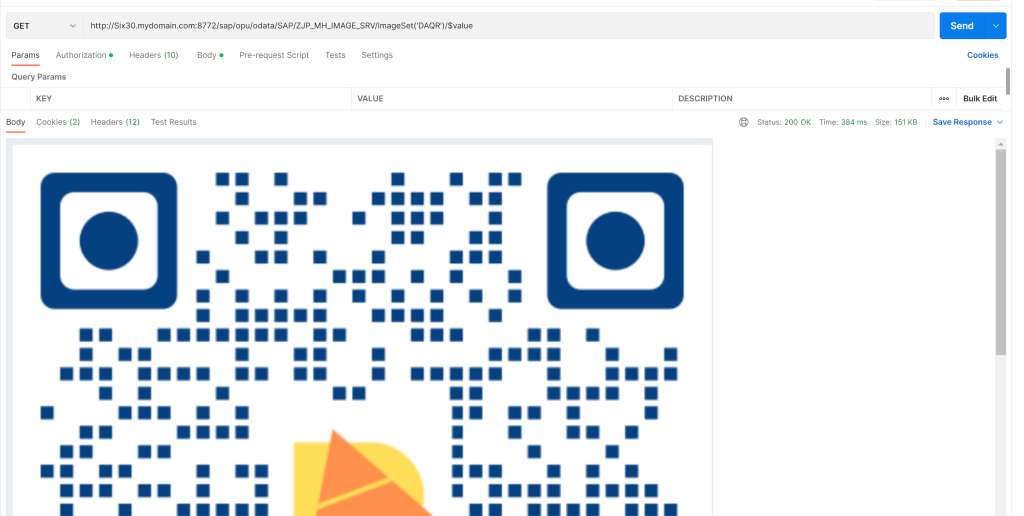 GET http://Six30.mydomain.com:8772/sap/opu/odata/SAP/ZJP_MH_IMAGE_SRV/ImageSet('DAQR')/$value Send
Params Authorization Headers (10) Body Pre-request Script Tests Settings Cookies
Query Params
KEY VALUE DESCRIPTION ooo Bulk Edit
Body Cookies (2) Headers (12) Test Results Status: 200 OK Time: 384 ms Size: 151 KB Save Response